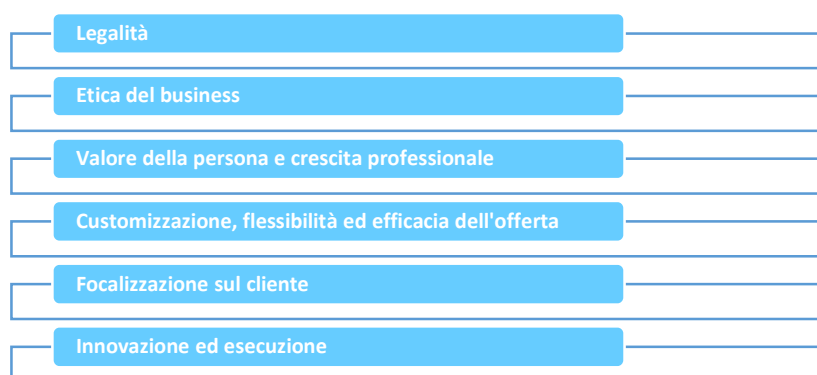 Legalità
Etica del business
Valore della persona e crescita professionale
Customizzazione, flessibilità ed efficacia dell'offerta
Focalizzazione sul cliente
Innovazione ed esecuzione